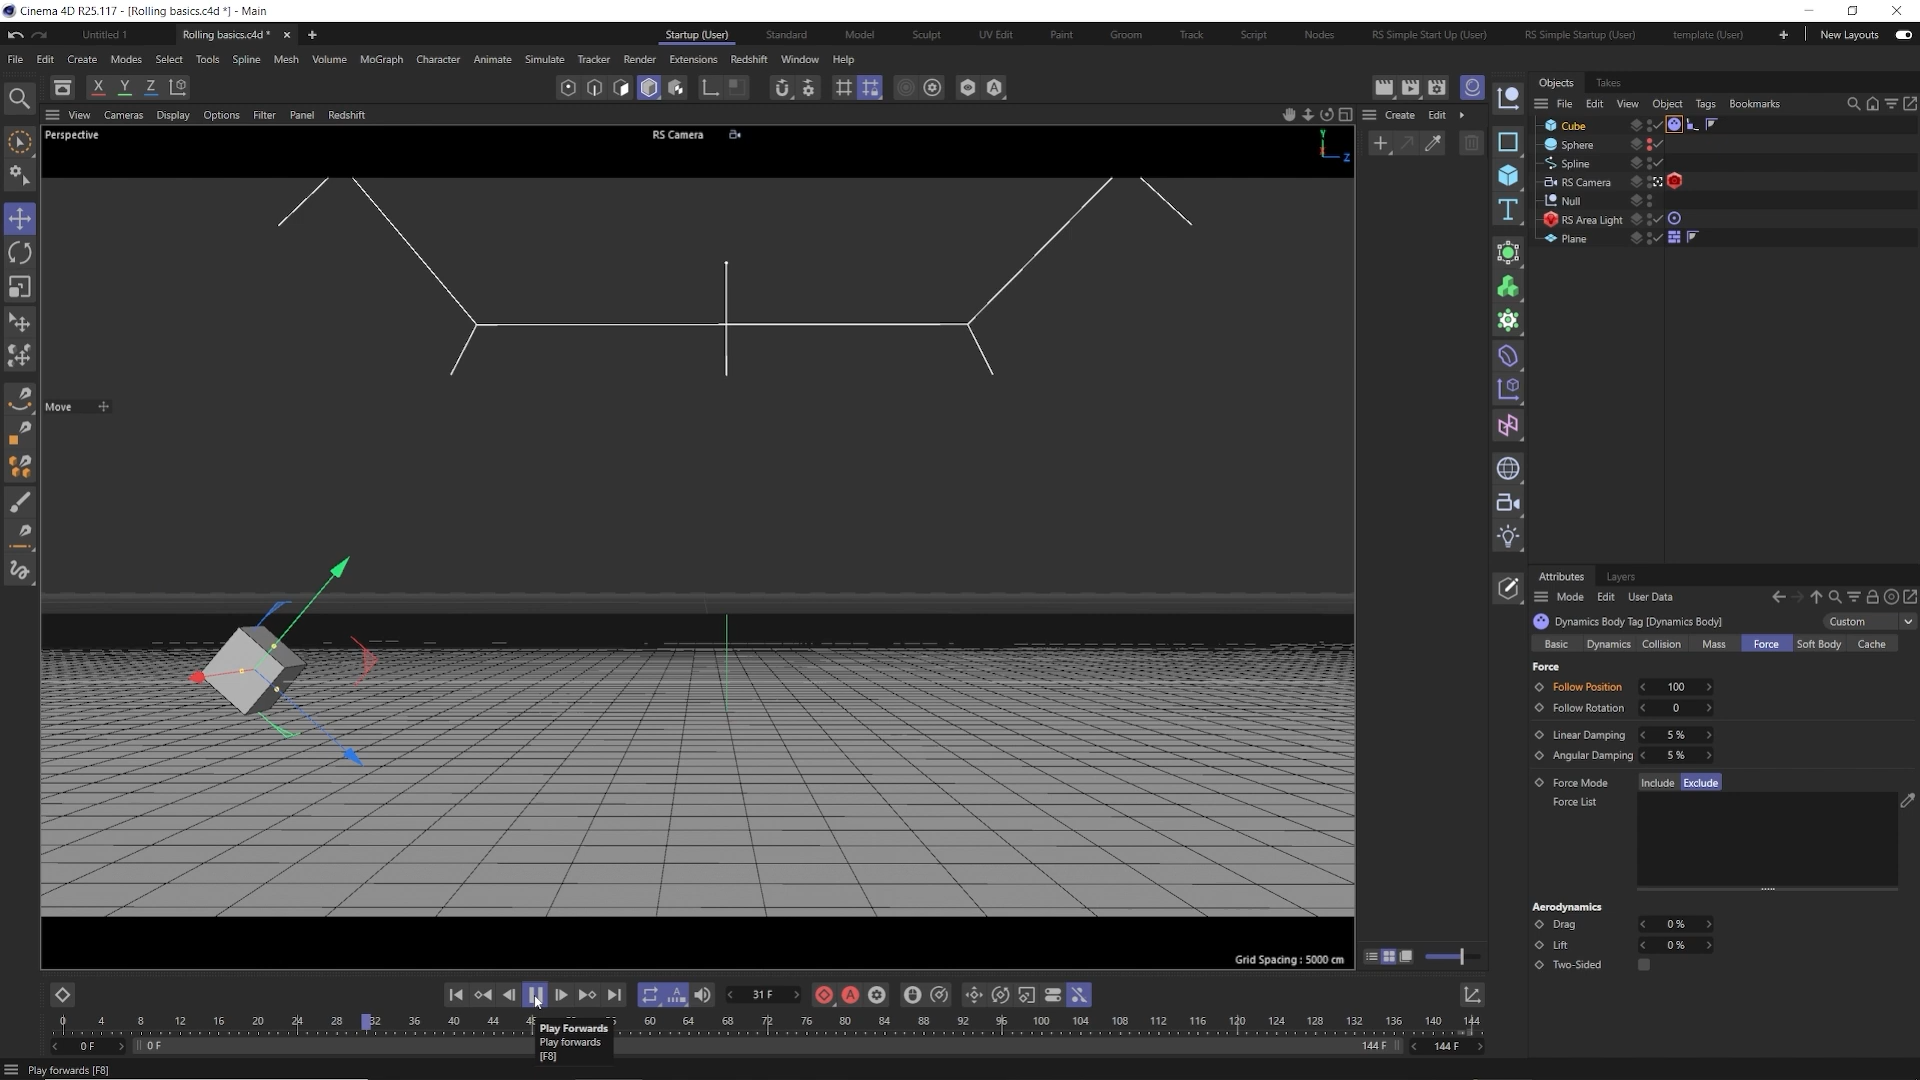 Cinema 4D R25.117 - [Rolling basics.c4d *] - Main
Untitled 1
Rolling basics.c4d *
Startup (User)
Standard
Model
Sculpt
UV Edit
Paint
Groom
Track
Script
Nodes
RS Simple Start Up (User)
RS Simple Startup (User)
template (User)
New Layouts
File Edit Create Modes Select Tools Spline Mesh Volume MoGraph Character Animate Simulate Tracker Render Extensions Redshift Window Help
X Y Z
View Cameras Display Options Filter Panel Redshift
Create Edit
Perspective
RS Camera
Y
Z
Move
Grid Spacing : 5000 cm
Objects Takes
File Edit View Object Tags Bookmarks
Cube
Sphere
Spline
RS Camera
Null
RS Area Light
Plane
Attributes Layers
Mode Edit User Data
Dynamics Body Tag [Dynamics Body]
Custom
Basic Dynamics Collision Mass Force Soft Body Cache
Force
Follow Position 100
Follow Rotation 0
Linear Damping 5 %
Angular Damping 5 %
Force Mode Include Exclude
Force List
Aerodynamics
Drag 0 %
Lift 0 %
Two-Sided
31 F
0 4 8 12 16 20 24 28 32 36 40 44 60 64 68 72 76 80 84 88 92 96 100 104 108 112 116 120 124 128 132 136 140 144
Play Forwards
Play forwards
[F8]
0 F
0 F
144 F
144 F
Play forwards [F8]